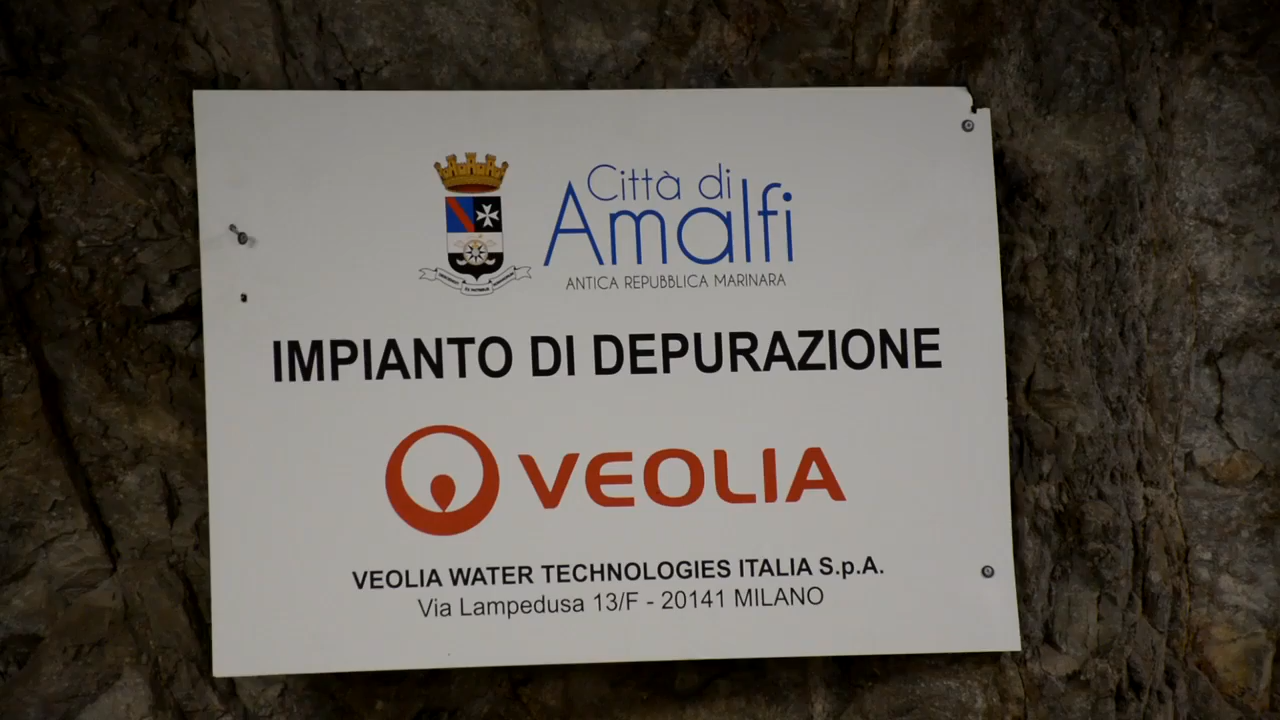 Città di
Amalfi
ANTICA REPUBBLICA MARINARA
IMPIANTO DI DEPURAZIONE
VEOLIA
VEOLIA WATER TECHNOLOGIES ITALIA S.p.A.
Via Lampedusa 13/F - 20141 MILANO